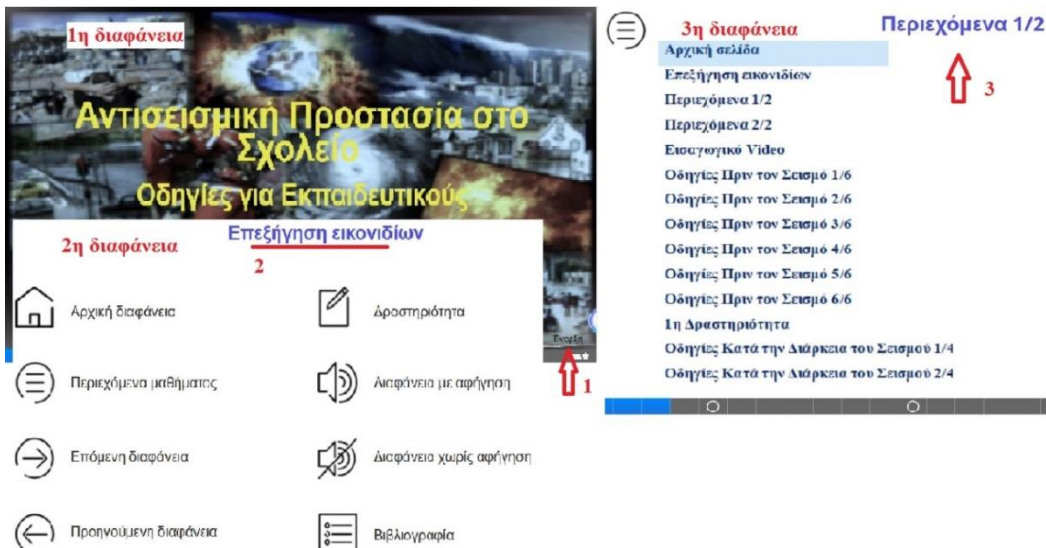 1η διαφάνεια
Αντισεισμική Προστασία στο
Σχολείο
Οδηγίες για Εκπαιδευτικούς
Έναρξη
1
2η διαφάνεια
Επεξήγηση εικονιδίων
2
Αρχική διαφάνεια
Δραστηριότητα
Περιεχόμενα μαθήματος
Διαφάνεια με αφήγηση
Επόμενη διαφάνεια
Διαφάνεια χωρίς αφήγηση
Προηγούμενη διαφάνεια
Βιβλιογραφία
3η διαφάνεια
Περιεχόμενα 1/2
3
Αρχική σελίδα
Επεξήγηση εικονιδίων
Περιεχόμενα 1/2
Περιεχόμενα 2/2
Εισαγωγικό Video
Οδηγίες Πριν τον Σεισμό 1/6
Οδηγίες Πριν τον Σεισμό 2/6
Οδηγίες Πριν τον Σεισμό 3/6
Οδηγίες Πριν τον Σεισμό 4/6
Οδηγίες Πριν τον Σεισμό 5/6
Οδηγίες Πριν τον Σεισμό 6/6
1η Δραστηριότητα
Οδηγίες Κατά την Διάρκεια του Σεισμού 1/4
Οδηγίες Κατά την Διάρκεια του Σεισμού 2/4